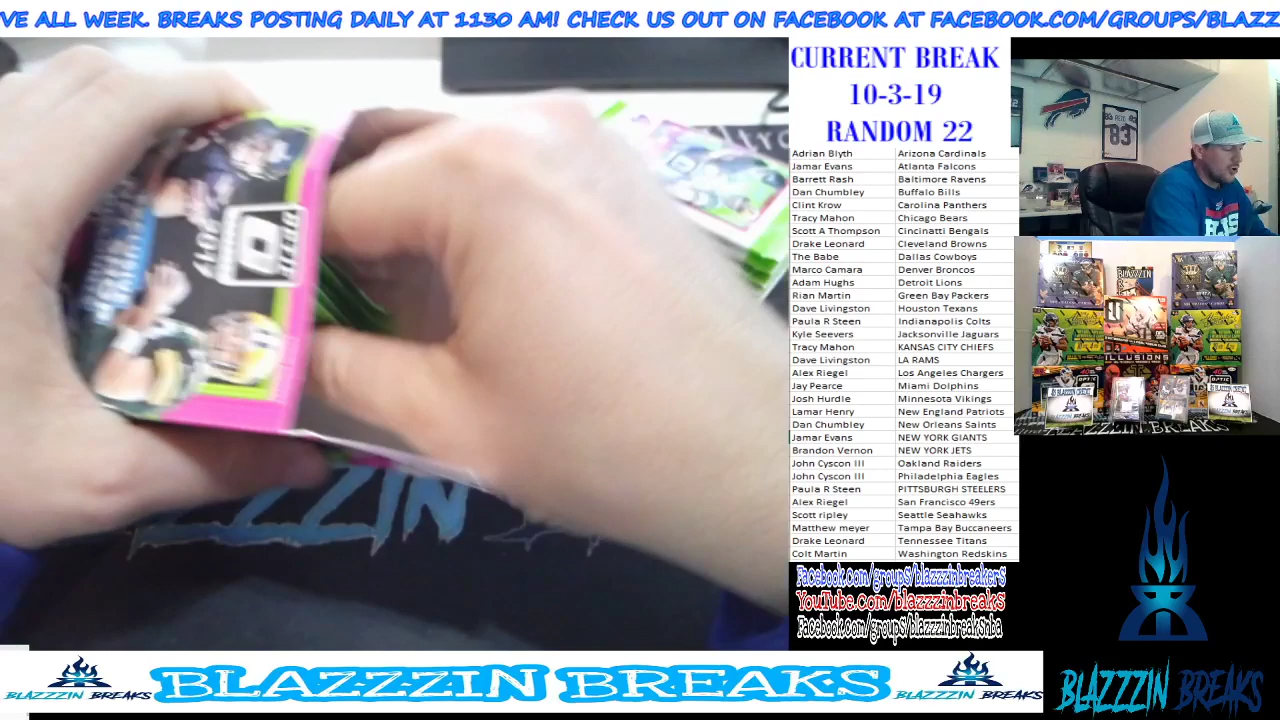 VE ALL WEEK. BREAKS POSTING DAILY AT 1130 AM! CHECK US OUT ON FACEBOOK AT FACEBOOK.COM/GROUPS/BLAZZ
CURRENT BREAK
10-3-19
RANDOM 22
Adrian Blyth Arizona Cardinals
Jamar Evans Atlanta Falcons
Barrett Rash Baltimore Ravens
Dan Chumbley Buffalo Bills
Clint Krow Carolina Panthers
Tracy Mahon Chicago Bears
Scott A Thompson Cincinatti Bengals
Drake Leonard Cleveland Browns
The Babe Dallas Cowboys
Marco Camara Denver Broncos
Adam Hughs Detroit Lions
Rian Martin Green Bay Packers
Dave Livingston Houston Texans
Paula R Steen Indianapolis Colts
Kyle Seevers Jacksonville Jaguars
Tracy Mahon KANSAS CITY CHIEFS
Dave Livingston LA RAMS
Alex Riegel Los Angeles Chargers
Jay Pearce Miami Dolphins
Josh Hurdle Minnesota Vikings
Lamar Henry New England Patriots
Dan Chumbley New Orleans Saints
Jamar Evans NEW YORK GIANTS
Brandon Vernon NEW YORK JETS
John Cyscon III Oakland Raiders
John Cyscon III Philadelphia Eagles
Paula R Steen PITTSBURGH STEELERS
Alex Riegel San Francisco 49ers
Scott ripley Seattle Seahawks
Matthew meyer Tampa Bay Buccaneers
Drake Leonard Tennessee Titans
Colt Martin Washington Redskins
Facebook.com/groups/blazzzinbreakers
YouTube.com/blazzzinbreaks
Facebook.com/groups/blazzzinbreaksnba
83
ILLUSIONS
OPTIC
BLAZZZIN BREAKS
BLAZZZIN BREAKS
BLAZZZIN BREAKS
BLAZZZIN BREAKS